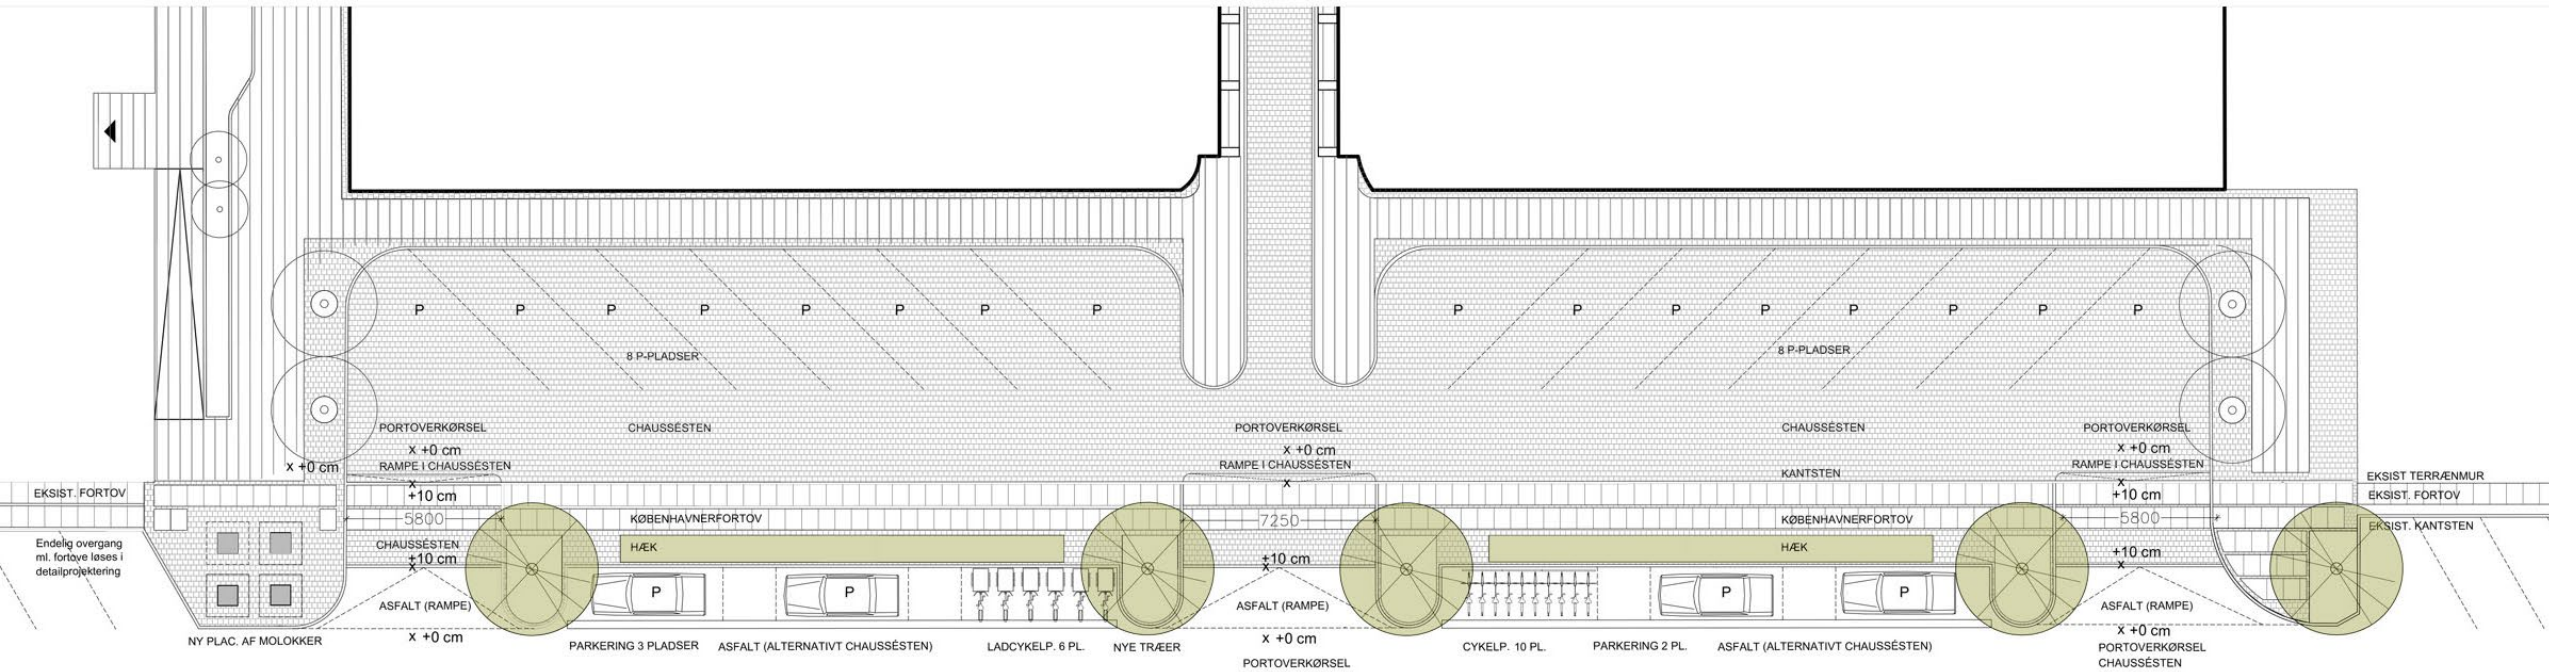 P P P P P P P P
P P P P P P P P
8 P-PLADSER
8 P-PLADSER
PORTOVERKØRSEL
x +0 cm
RAMPE I CHAUSSÉSTEN
x
+10 cm
CHAUSSÉSTEN
PORTOVERKØRSEL
x +0 cm
RAMPE I CHAUSSÉSTEN
x
CHAUSSÉSTEN
KANTSTEN
PORTOVERKØRSEL
x +0 cm
RAMPE I CHAUSSÉSTEN
x
+10 cm
x +0 cm
EKSIST. FORTOV
EKSIST TERRÆNMUR
EKSIST. FORTOV
EKSIST. KANTSTEN
5800
KØBENHAVNERFORTOV
7250
KØBENHAVNERFORTOV
5800
Endelig overgang
ml. fortove løses i
detailprojektering
CHAUSSÉSTEN
+10 cm
x
HÆK
+10 cm
x
HÆK
+10 cm
x
P
P
P
P
ASFALT (RAMPE)
x +0 cm
ASFALT (RAMPE)
x +0 cm
PORTOVERKØRSEL
ASFALT (RAMPE)
x +0 cm
PORTOVERKØRSEL
CHAUSSÉSTEN
NY PLAC. AF MOLOKKER
PARKERING 3 PLADSER
ASFALT (ALTERNATIVT CHAUSSÉSTEN)
LADCYKELP. 6 PL.
NYE TRÆER
CYKELP. 10 PL.
PARKERING 2 PL.
ASFALT (ALTERNATIVT CHAUSSÉSTEN)